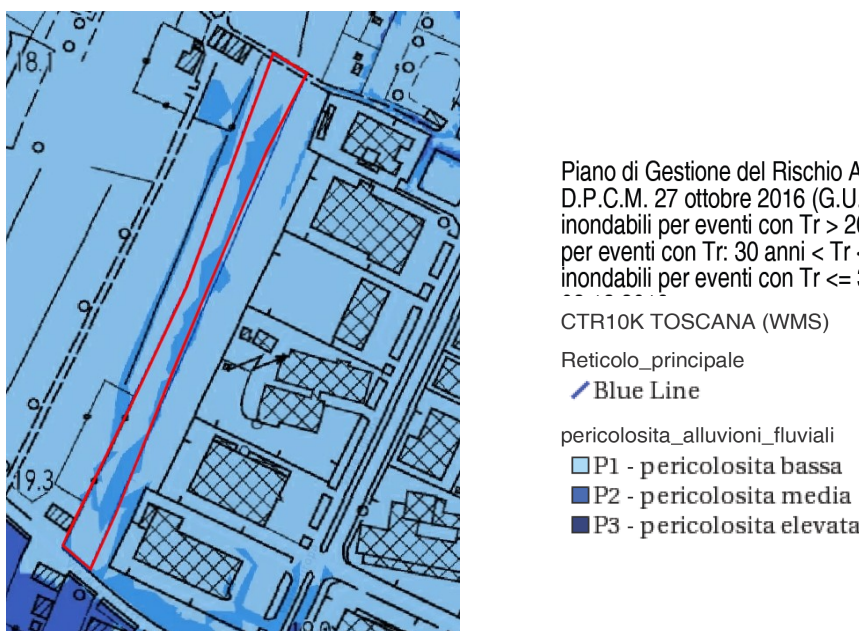 18.1
19.3
19.0
Piano di Gestione del Rischio A
D.P.C.M. 27 ottobre 2016 (G.U.
inondabili per eventi con Tr > 20
per eventi con Tr: 30 anni < Tr
inondabili per eventi con Tr <= 3
CTR10K TOSCANA (WMS)
Reticolo_principale
Blue Line
pericolosita_alluvioni_fluviali
P1 - pericolosita bassa
P2 - pericolosita media
P3 - pericolosita elevata